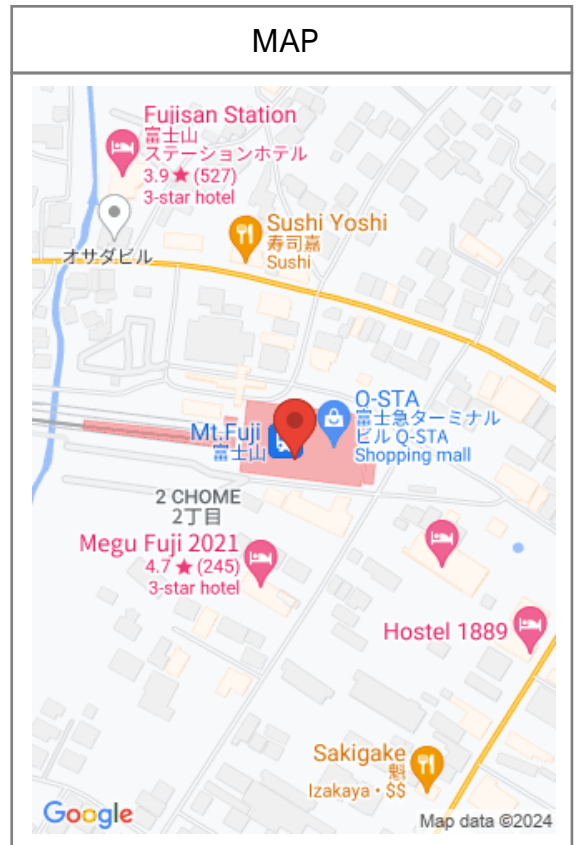 MAP
Fujisan Station
富士山
ステーションホテル
3.9 ★ (527)
3-star hotel
オサダビル
Sushi Yoshi
寿司嘉
Sushi
Mt.Fuji
富士山
Q-STA
富士急ターミナル
ビル Q-STA
Shopping mall
2 CHOME
2丁目
Megu Fuji 2021
4.7 ★ (245)
3-star hotel
Hostel 1889
Sakigake
魁
Izakaya · $$
Google
Map data ©2024